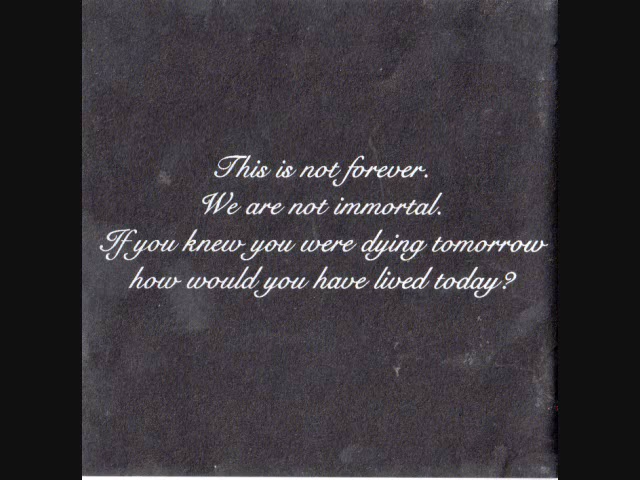 This is not forever.
We are not immortal.
If you knew you were dying tomorrow
how would you have lived today?